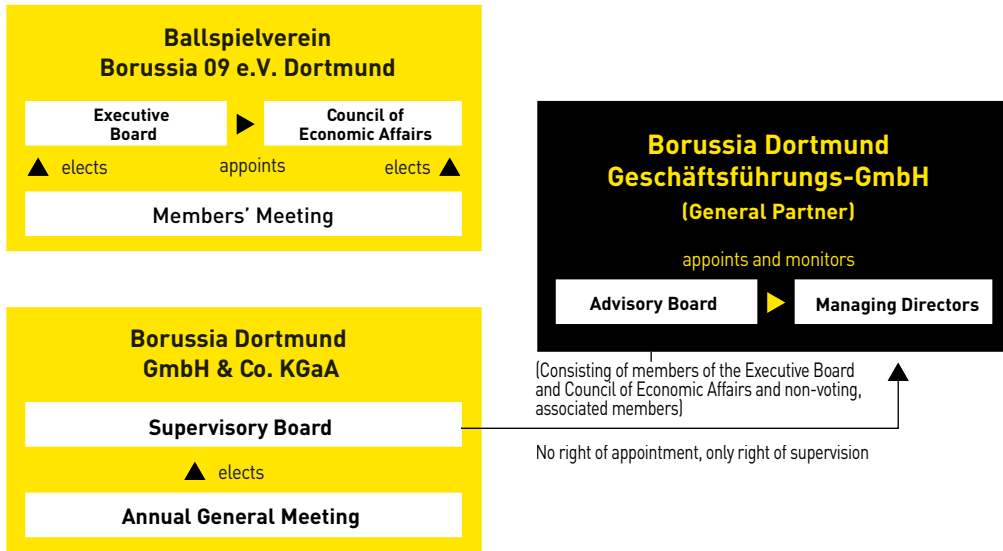 Ballspielverein
Borussia 09 e.V. Dortmund
Executive
Board
Council of
Economic Affairs
elects
appoints
elects
Members’ Meeting
Borussia Dortmund
GmbH & Co. KGaA
Supervisory Board
elects
Annual General Meeting
Borussia Dortmund
Geschäftsführungs-GmbH
(General Partner)
appoints and monitors
Advisory Board
Managing Directors
(Consisting of members of the Executive Board
and Council of Economic Affairs and non-voting,
associated members)
No right of appointment, only right of supervision